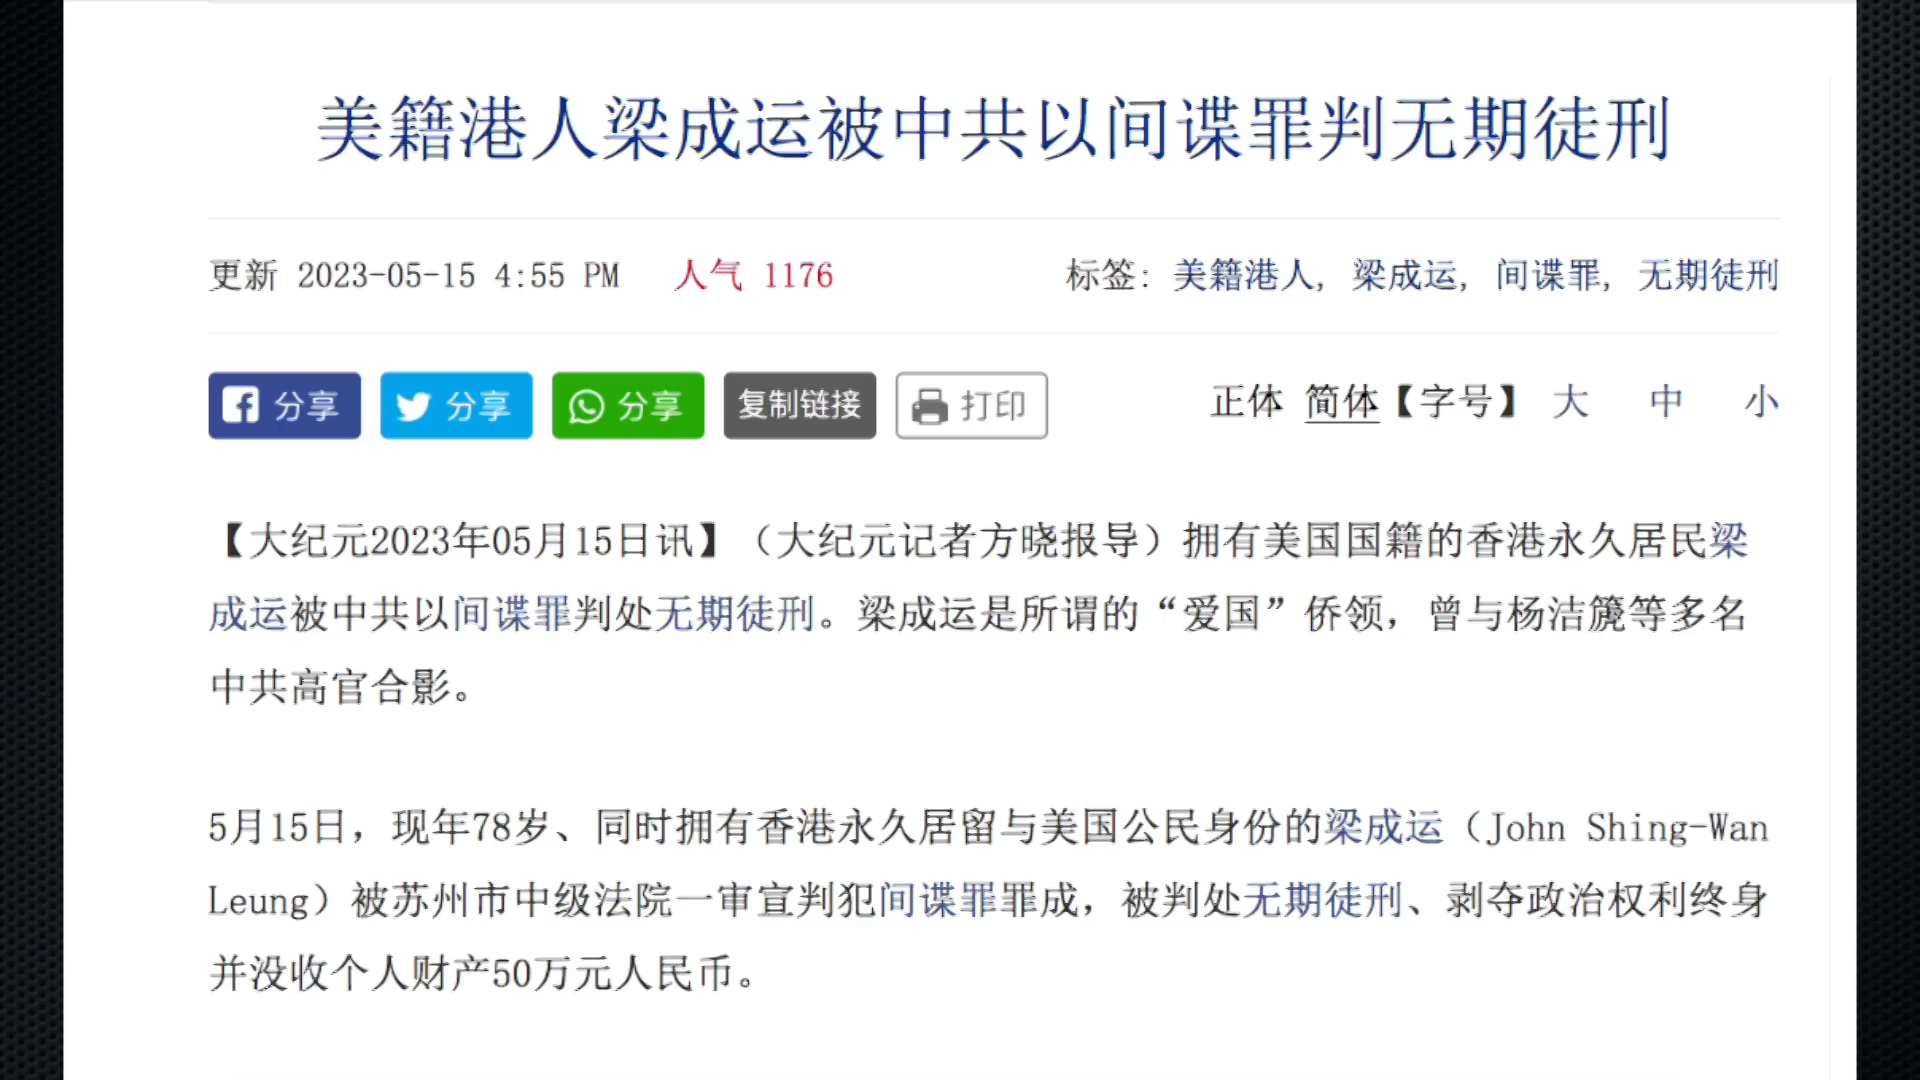 美籍港人梁成运被中共以间谍罪判无期徒刑
更新 2023-05-15 4:55 PM 人气 1176 标签: 美籍港人, 梁成运, 间谍罪, 无期徒刑
分享 分享 分享 复制链接 打印 正体 简体【字号】 大 中 小
【大纪元2023年05月15日讯】（大纪元记者方晓报导）拥有美国国籍的香港永久居民梁
成运被中共以间谍罪判处无期徒刑。梁成运是所谓的“爱国”侨领，曾与杨洁篪等多名
中共高官合影。
5月15日，现年78岁、同时拥有香港永久居留与美国公民身份的梁成运（John Shing-Wan
Leung）被苏州市中级法院一审宣判犯间谍罪罪成，被判处无期徒刑、剥夺政治权利终身
并没收个人财产50万元人民币。